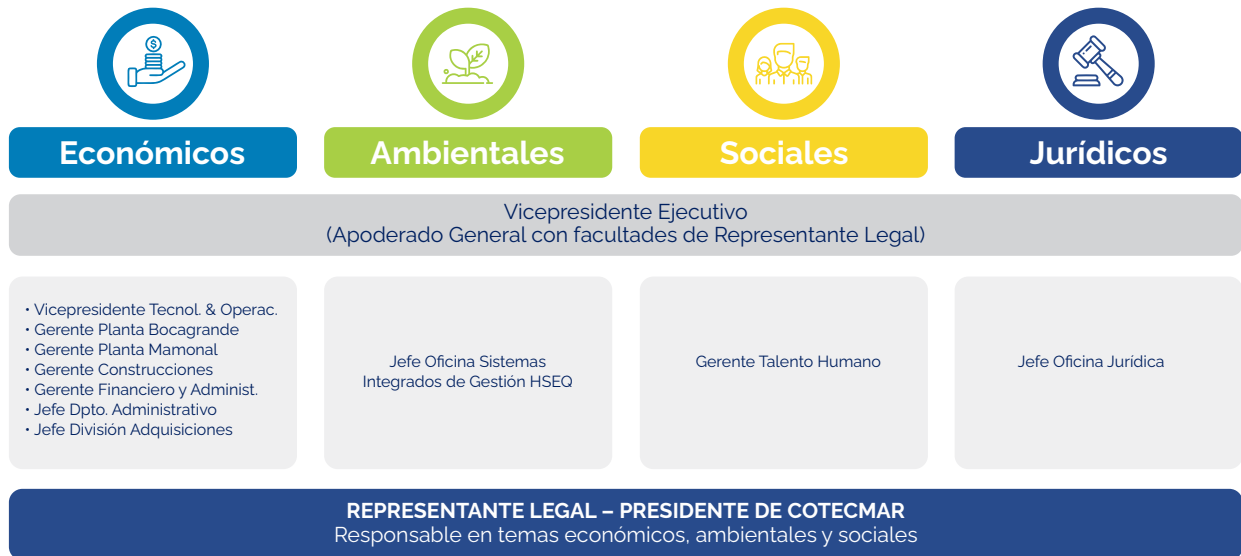 Económicos
Ambientales
Sociales
Jurídicos
Vicepresidente Ejecutivo
(Apoderado General con facultades de Representante Legal)
• Vicepresidente Tecnol. & Operac.
• Gerente Planta Bocagrande
• Gerente Planta Mamonal
• Gerente Construcciones
• Gerente Financiero y Administ.
• Jefe Dpto. Administrativo
• Jefe División Adquisiciones
Jefe Oficina Sistemas
Integrados de Gestión HSEQ
Gerente Talento Humano
Jefe Oficina Jurídica
REPRESENTANTE LEGAL – PRESIDENTE DE COTECMAR
Responsable en temas económicos, ambientales y sociales